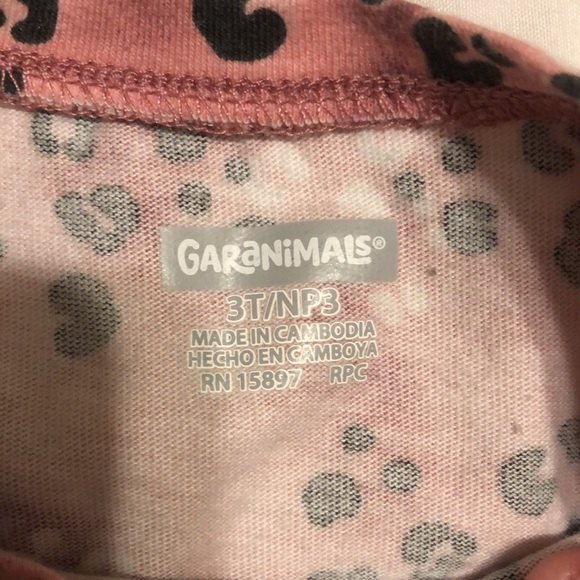 GARANiMALS®
3T/NP3
MADE IN CAMBODIA
HECHO EN CAMBOYA
RN 15897 RPC